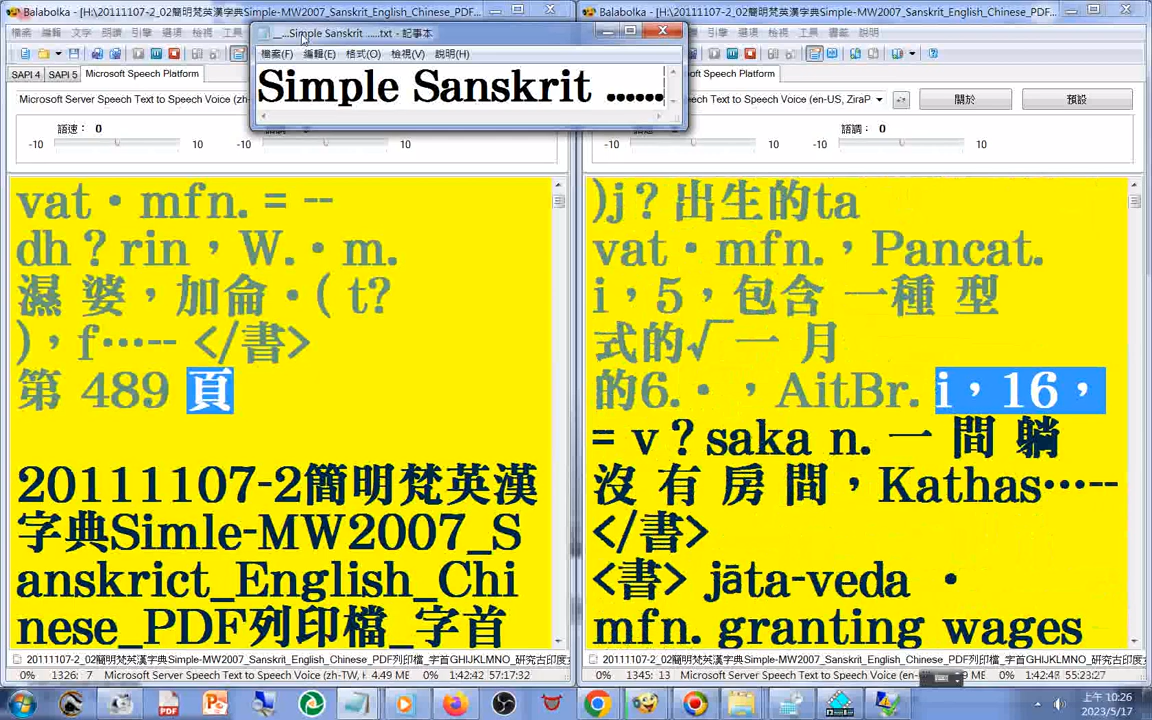 Balabolka - [H:\20111107-2_02簡明梵英漢字典Simple-MW2007_Sanskrit_English_Chinese_PDF...
Balabolka - [H:\20111107-2_02簡明梵英漢字典Simple-MW2007_Sanskrit_English_Chinese_PDF...
__...Simple Sanskrit ......txt - 記事本
檔案(F) 編輯(E) 格式(O) 檢視(V) 說明(H)
Simple Sanskrit ......
SAPI 4 SAPI 5 Microsoft Speech Platform
Microsoft Server Speech Text to Speech Voice (zh-
Speech Text to Speech Voice (en-US, ZiraP
關於
預設
語速： 0
-10 10 10
語調： 0
-10 10 -10 10
vat‧mfn. = --
dh？rin，W.‧m.
濕 婆，加侖‧( t?
)，f…-- </書>
第 489 頁
20111107-2簡明梵英漢
字典Simle-MW2007_S
anskrict_English_Chi
nese_PDF列印檔_字首
)j？出生的ta
vat‧mfn.，Pancat.
i，5，包含 一種 型
式的√ 一 月
的6.‧，AitBr. i，16，
= v？saka n. 一 間 躺
沒 有 房 間，Kathas…--
</書>
<書> jāta-veda ‧
mfn. granting wages
20111107-2_02簡明梵英漢字典Simple-MW2007_Sanskrit_English_Chinese_PDF列印檔_字首GHIJKLMNO_研究古印度
20111107-2_02簡明梵英漢字典Simple-MW2007_Sanskrit_English_Chinese_PDF列印檔_字首GHIJKLMNO_研究古印度
0% 1326: 7 Microsoft Server Speech Text to Speech Voice (zh-TW, 4.49 ME 0% 1:42:42 57:17:32
0% 1345: 13 Microsoft Server Speech Text to Speech Voice ME 0% 1:42:48 55:23:27
上午 10:26
2023/5/17